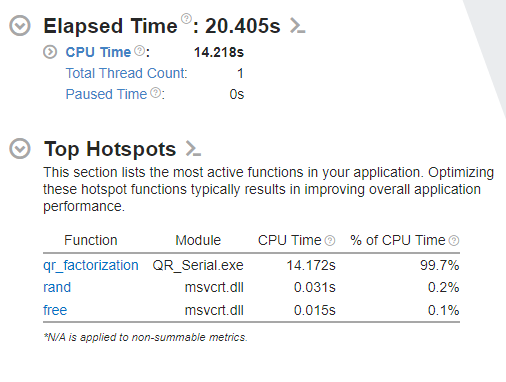 Elapsed Time ?: 20.405s
CPU Time ?: 14.218s
Total Thread Count: 1
Paused Time ?: 0s
Top Hotspots
This section lists the most active functions in your application. Optimizing
these hotspot functions typically results in improving overall application
performance.
Function Module CPU Time ? % of CPU Time ?
qr_factorization QR_Serial.exe 14.172s 99.7%
rand msvcrt.dll 0.031s 0.2%
free msvcrt.dll 0.015s 0.1%
*N/A is applied to non-summable metrics.